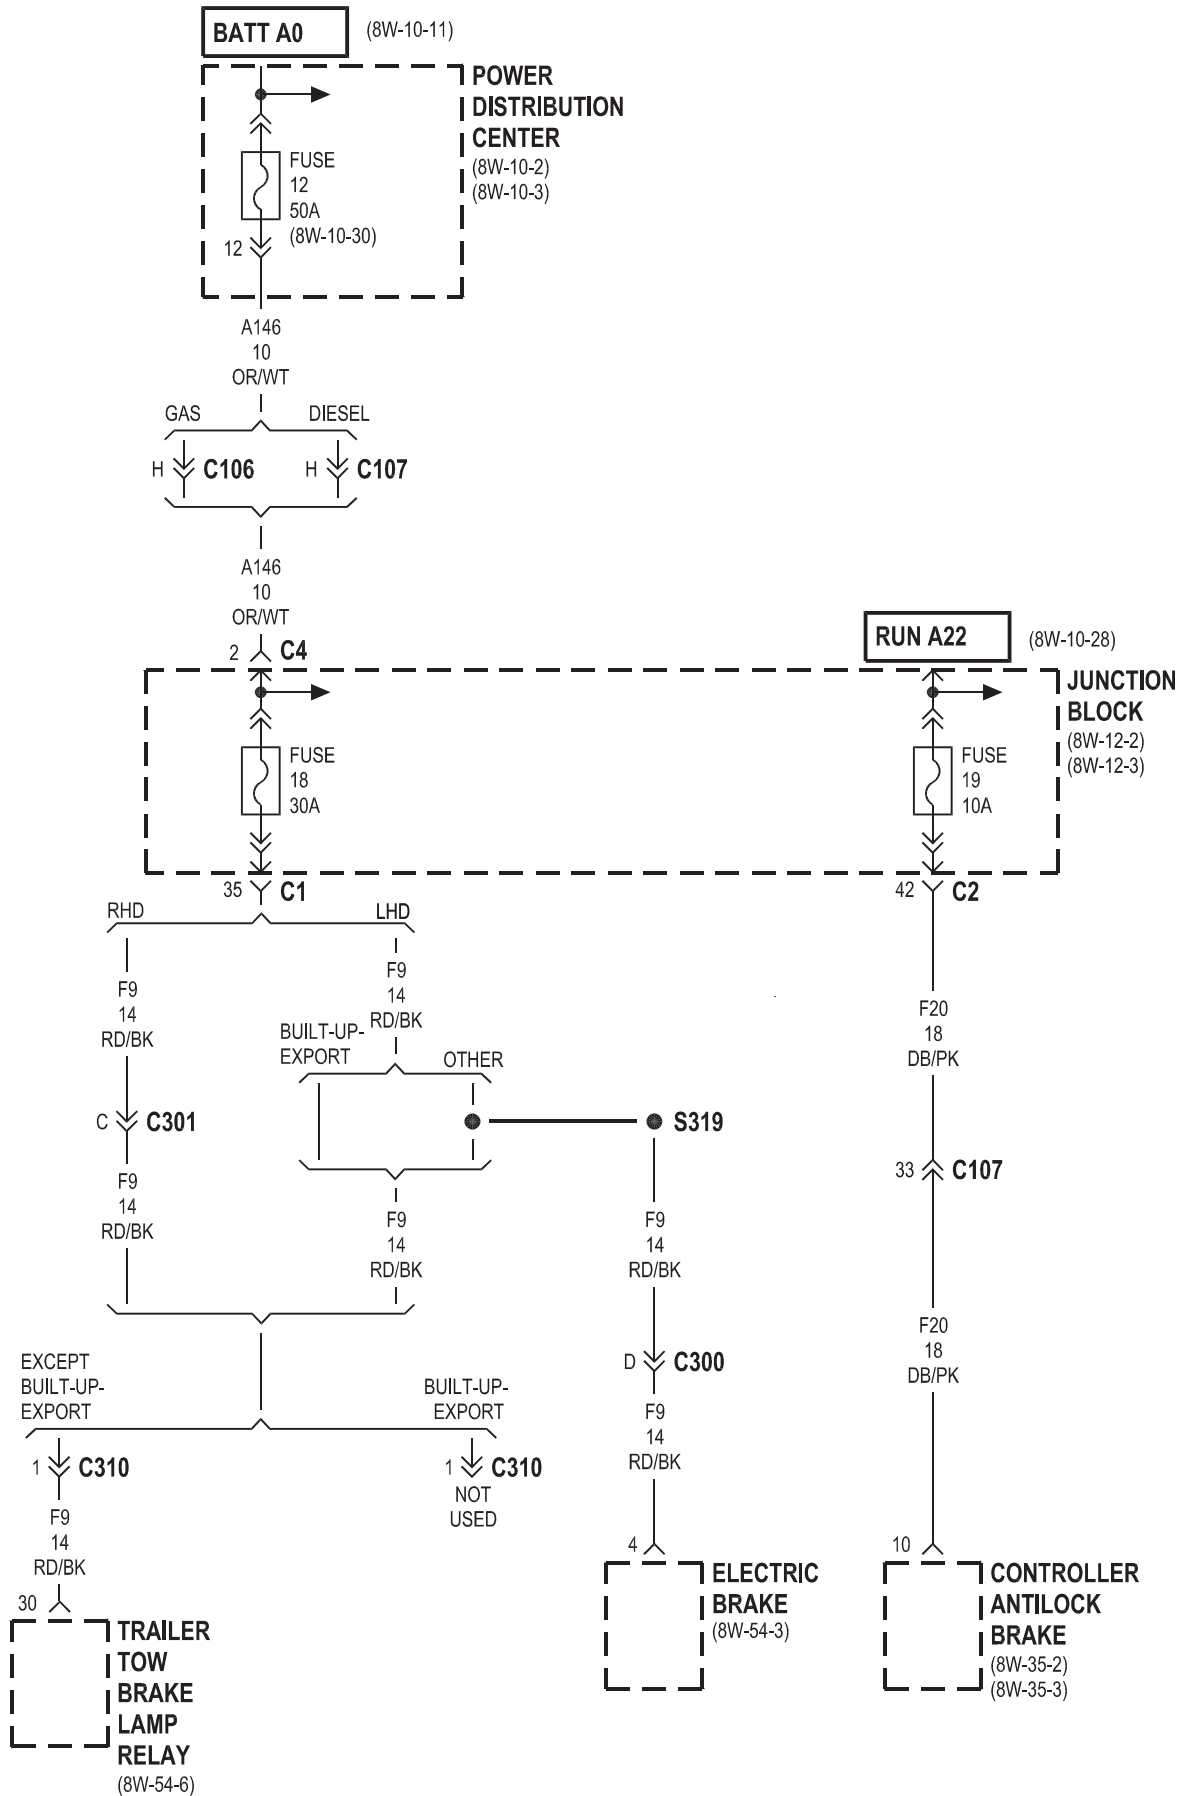 BATT A0
(8W-10-11)
POWER
DISTRIBUTION
CENTER
(8W-10-2)
(8W-10-3)
FUSE
12
50A
(8W-10-30)
12
A146
10
OR/WT
GAS
DIESEL
H
C106
H
C107
A146
10
OR/WT
2
C4
RUN A22
(8W-10-28)
JUNCTION
BLOCK
(8W-12-2)
(8W-12-3)
FUSE
18
30A
FUSE
19
10A
35
C1
42
C2
RHD
LHD
F9
14
RD/BK
F9
14
RD/BK
BUILT-UP-
EXPORT
OTHER
F20
18
DB/PK
C
C301
S319
33
C107
F9
14
RD/BK
F9
14
RD/BK
F9
14
RD/BK
F20
18
DB/PK
EXCEPT
BUILT-UP-
EXPORT
BUILT-UP-
EXPORT
D
C300
1
C310
1
C310
NOT
USED
F9
14
RD/BK
F9
14
RD/BK
30
4
10
TRAILER
TOW
BRAKE
LAMP
RELAY
(8W-54-6)
ELECTRIC
BRAKE
(8W-54-3)
CONTROLLER
ANTILOCK
BRAKE
(8W-35-2)
(8W-35-3)